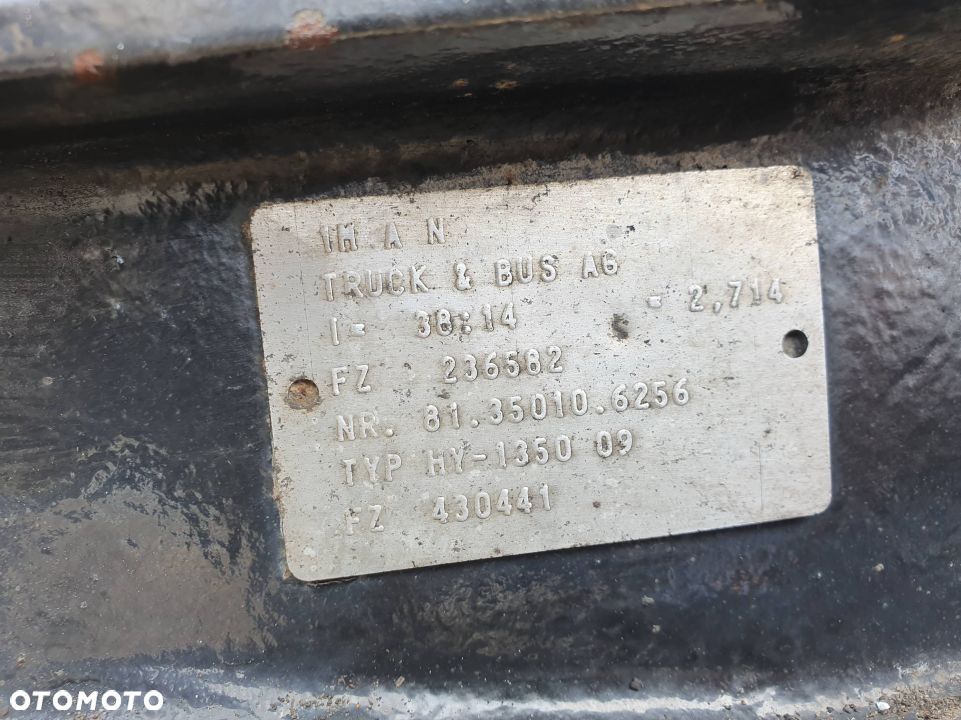 1M A N
TRUCK & BUS AG
I= 38:14 = 2,714
FZ 236582
NR. 81.35010.6256
TYP HY-1350 09
FZ 430441
OTOMOTO